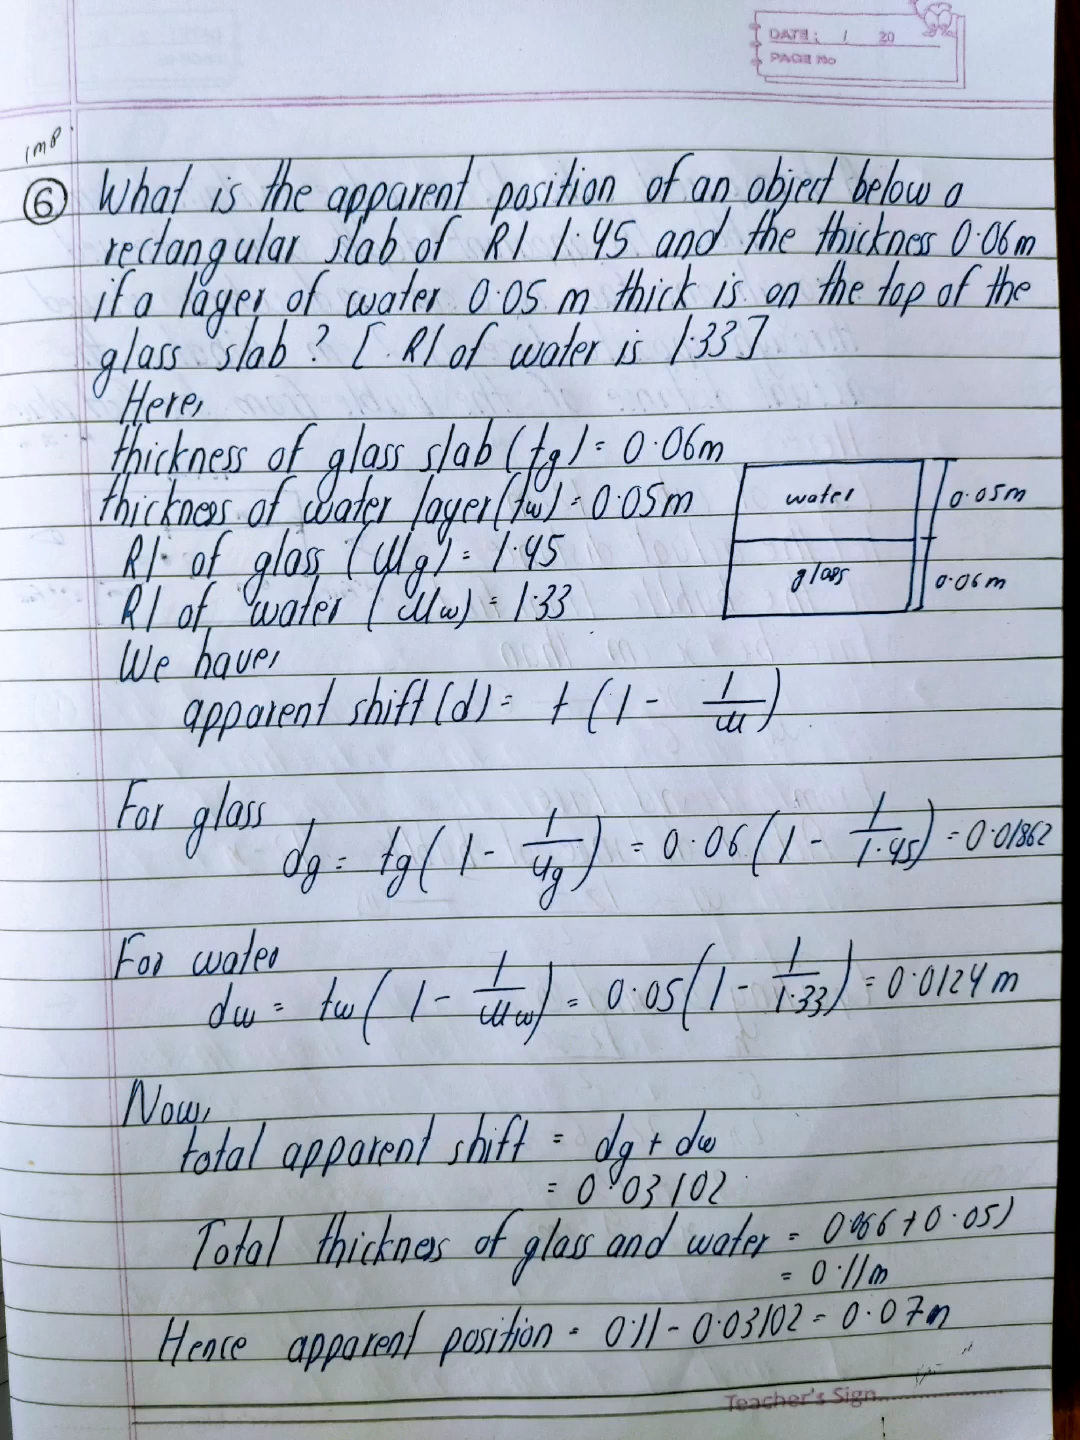 DATE: / 20
PAGE No
IMP
⑥ What is the apparent position of an object below a
rectangular slab of RI 1.45 and the thickness 0.06m
if a layer of water 0.05 m thick is on the top of the
glass slab? [ RI of water is 1.33]
Here,
thickness of glass slab (tg) = 0.06m
thickness of water layer (tw) = 0.05m
RI of glass (μg) = 1.45
RI of water (μw) = 1.33
water 0.05m
glass 0.06m
We have,
apparent shift (d) = t (1 - 1/μ)
For glass
dg = tg( 1 - 1/μg) = 0.06 (1 - 1/1.45) = 0.01862
For water
dw = tw( 1 - 1/μw) = 0.05(1 - 1/1.33) = 0.0124 m
Now,
total apparent shift = dg + dw
= 0.03102
Total thickness of glass and water = + 0.05)
= 0.11m
Hence apparent position = 0.11 - 0.03102 = 0.07m
Teacher's Sign